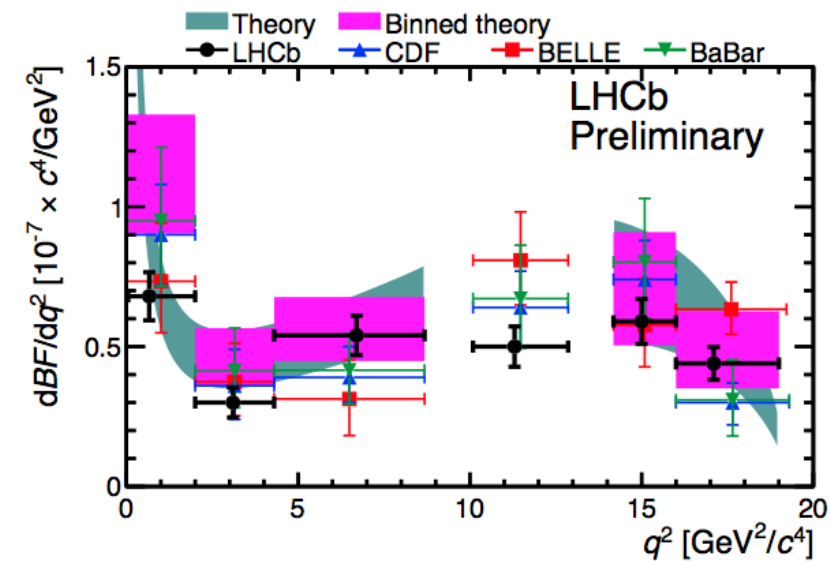 Theory Binned theory
LHCb CDF BELLE BaBar
dBF/dq² [10⁻⁷ × c⁴/GeV²]
1.5
1
0.5
0
LHCb
Preliminary
0 5 10 15 20
q² [GeV²/c⁴]